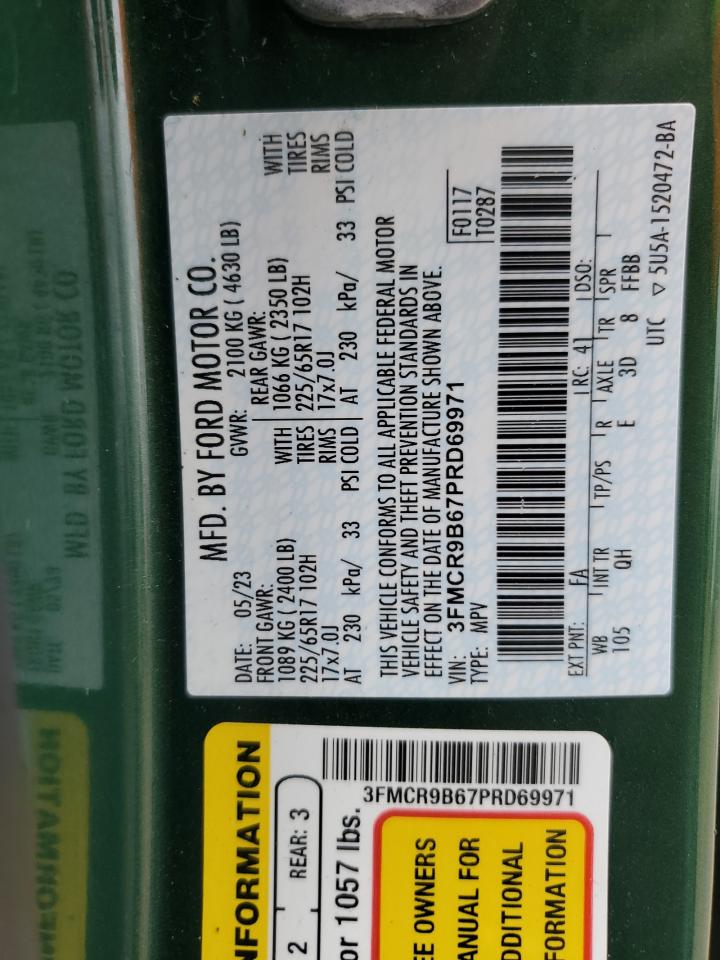 MFD. BY FORD MOTOR CO.
DATE: 05/23 GVWR: 2100 KG ( 4630 LB)
FRONT GAWR: REAR GAWR:
1089 KG ( 2400 LB) WITH 1066 KG ( 2350 LB) WITH
225/65R17 102H TIRES 225/65R17 102H TIRES
17x7.0J RIMS 17x7.0J RIMS
AT 230 kPa/ 33 PSI COLD AT 230 kPa/ 33 PSI COLD
THIS VEHICLE CONFORMS TO ALL APPLICABLE FEDERAL MOTOR
VEHICLE SAFETY AND THEFT PREVENTION STANDARDS IN
EFFECT ON THE DATE OF MANUFACTURE SHOWN ABOVE.
VIN: 3FMCR9B67PRD69971 F0117
TYPE: MPV T0287
EXT PNT: FA RC: 41 DSO:
WB INT TR TP/PS R AXLE TR SPR
105 QH E 3D 8 FFBB
UTC ▽ 5U5A-1520472-BA
NFORMATION
2 REAR: 3
or 1057 lbs.
3FMCR9B67PRD69971
EE OWNERS
ANUAL FOR
DDITIONAL
FORMATION